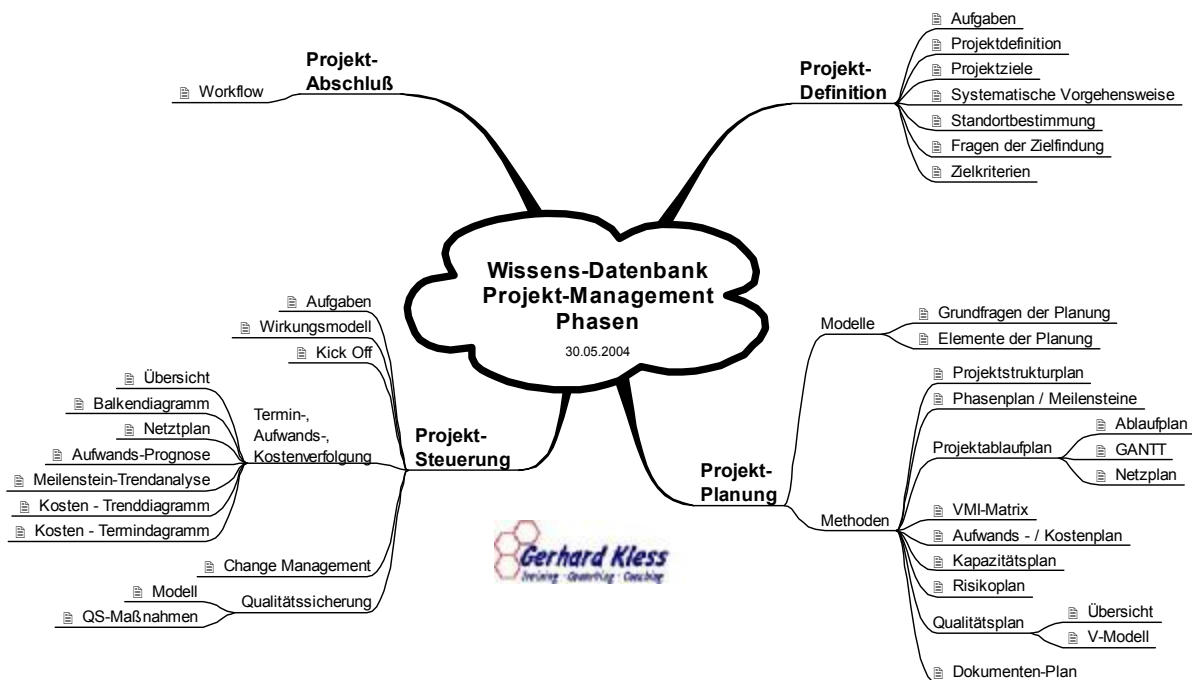 Projekt-
Abschluß
Workflow
Projekt-
Definition
Aufgaben
Projektdefinition
Projektziele
Systematische Vorgehensweise
Standortbestimmung
Fragen der Zielfindung
Zielkriterien
Wissens-Datenbank
Projekt-Management
Phasen
30.05.2004
Projekt-
Steuerung
Aufgaben
Wirkungsmodell
Kick Off
Termin-,
Aufwands-,
Kostenverfolgung
Übersicht
Balkendiagramm
Netztplan
Aufwands-Prognose
Meilenstein-Trendanalyse
Kosten - Trenddiagramm
Kosten - Termindagramm
Change Management
Qualitätssicherung
Modell
QS-Maßnahmen
Projekt-
Planung
Modelle
Grundfragen der Planung
Elemente der Planung
Methoden
Projektstrukturplan
Phasenplan / Meilensteine
Projektablaufplan
Ablaufplan
GANTT
Netzplan
VMI-Matrix
Aufwands - / Kostenplan
Kapazitätsplan
Risikoplan
Qualitätsplan
Übersicht
V-Modell
Dokumenten-Plan
Gerhard Kless
Training - Consulting - Coaching